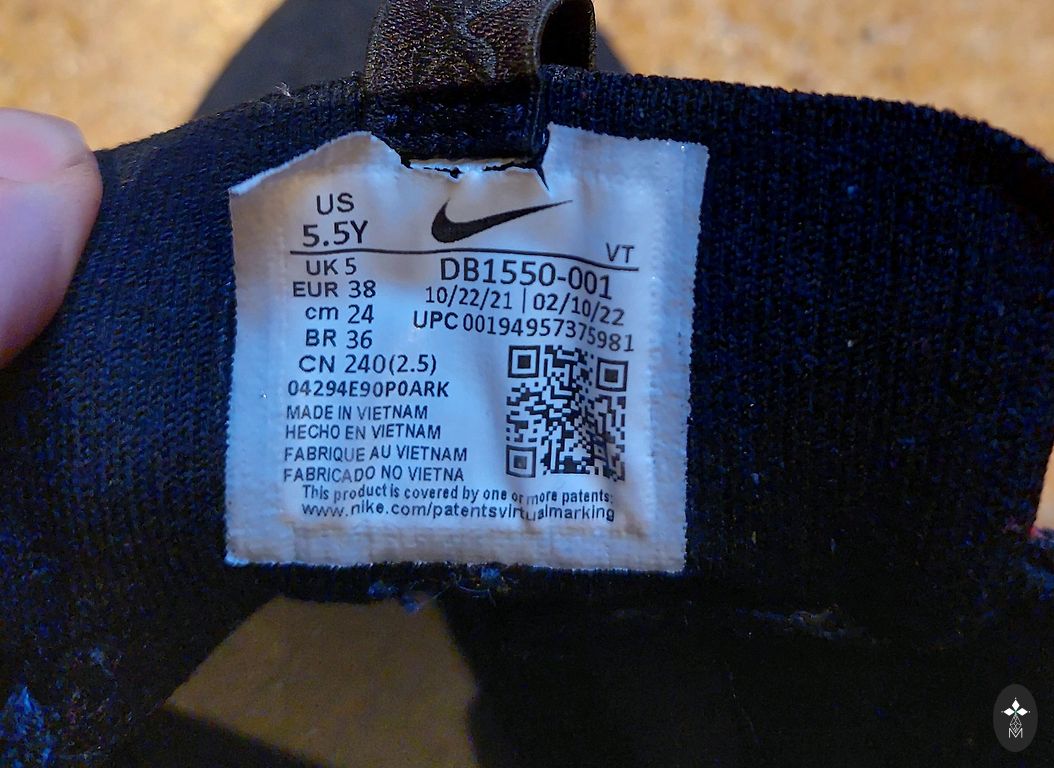 US
5.5Y
VT
UK 5
EUR 38
cm 24
BR 36
CN 240(2.5)
DB1550-001
10/22/21 | 02/10/22
UPC 00194957375981
04294E90P0ARK
MADE IN VIETNAM
HECHO EN VIETNAM
FABRIQUE AU VIETNAM
FABRICADO NO VIETNA
This product is covered by one or more patents:
www.nike.com/patentsvirtualmarking
M